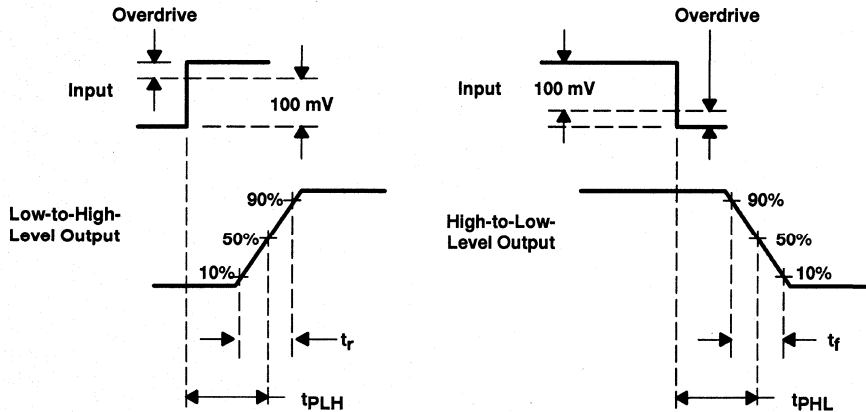 Overdrive
Input
100 mV
Low-to-High-
Level Output
90%
50%
10%
tr
tPLH
Overdrive
Input
100 mV
High-to-Low-
Level Output
90%
50%
10%
tf
tPHL